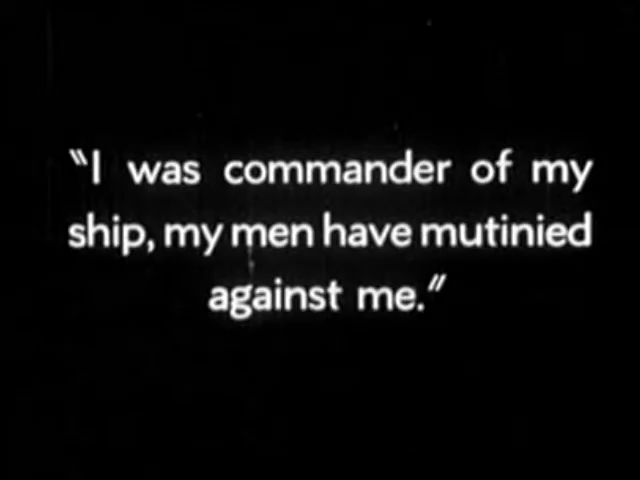 "I was commander of my
ship, my men have mutinied
against me."